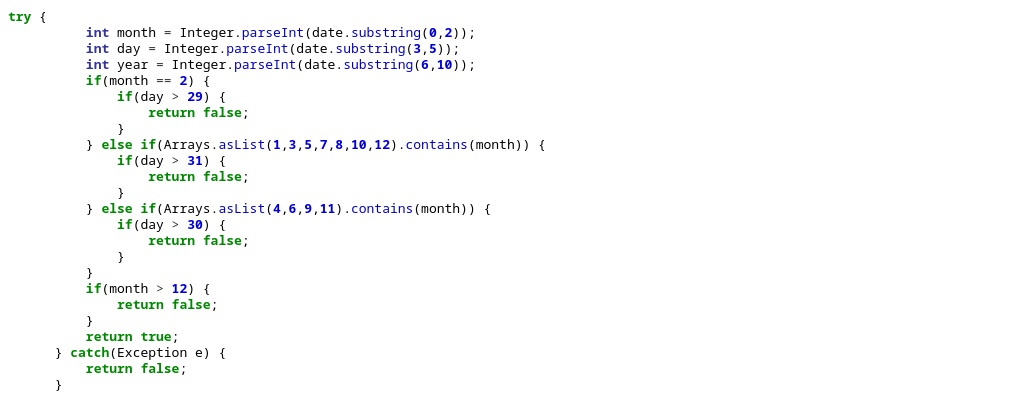 try {
          int month = Integer.parseInt(date.substring(0,2));
          int day = Integer.parseInt(date.substring(3,5));
          int year = Integer.parseInt(date.substring(6,10));
          if(month == 2) {
              if(day > 29) {
                  return false;
              }
          } else if(Arrays.asList(1,3,5,7,8,10,12).contains(month)) {
              if(day > 31) {
                  return false;
              }
          } else if(Arrays.asList(4,6,9,11).contains(month)) {
              if(day > 30) {
                  return false;
              }
          }
          if(month > 12) {
              return false;
          }
          return true;
      } catch(Exception e) {
          return false;
      }